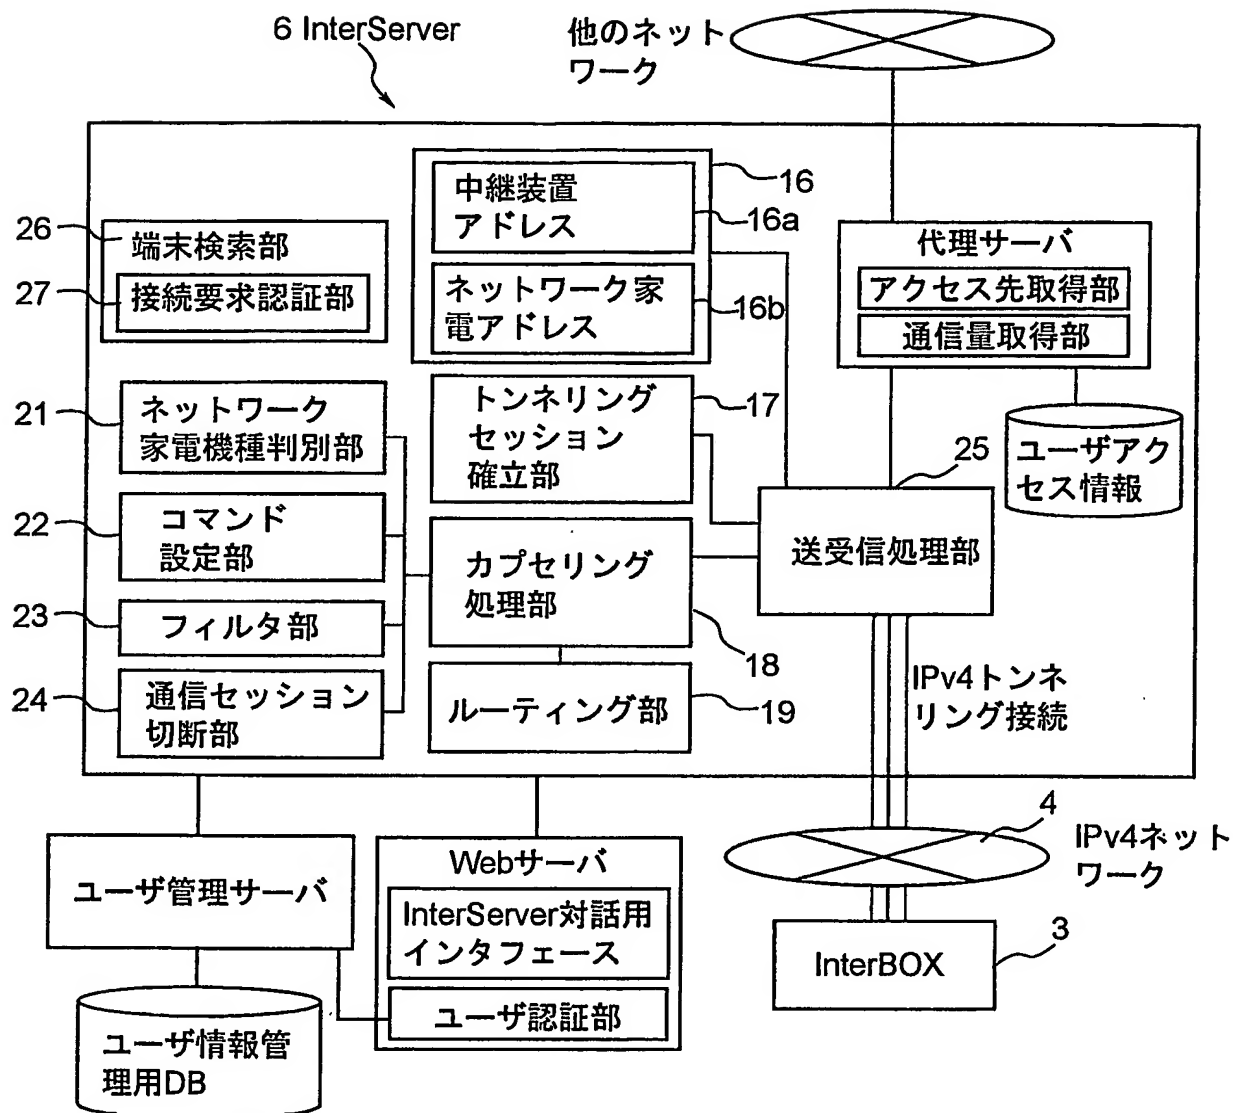 6 InterServer
他のネット
ワーク
16
中継装置
アドレス
16a
ネットワーク家
電アドレス
16b
26
端末検索部
27
接続要求認証部
代理サーバ
アクセス先取得部
通信量取得部
21
ネットワーク
家電機種判別部
トンネリング
セッション
確立部
17
25
ユーザアク
セス情報
22
コマンド
設定部
カプセリング
処理部
18
送受信処理部
23
フィルタ部
24
通信セッション
切断部
ルーティング部
19
IPv4トンネ
リング接続
4
IPv4ネット
ワーク
ユーザ管理サーバ
Webサーバ
InterServer対話用
インタフェース
ユーザ認証部
3
InterBOX
ユーザ情報管
理用DB